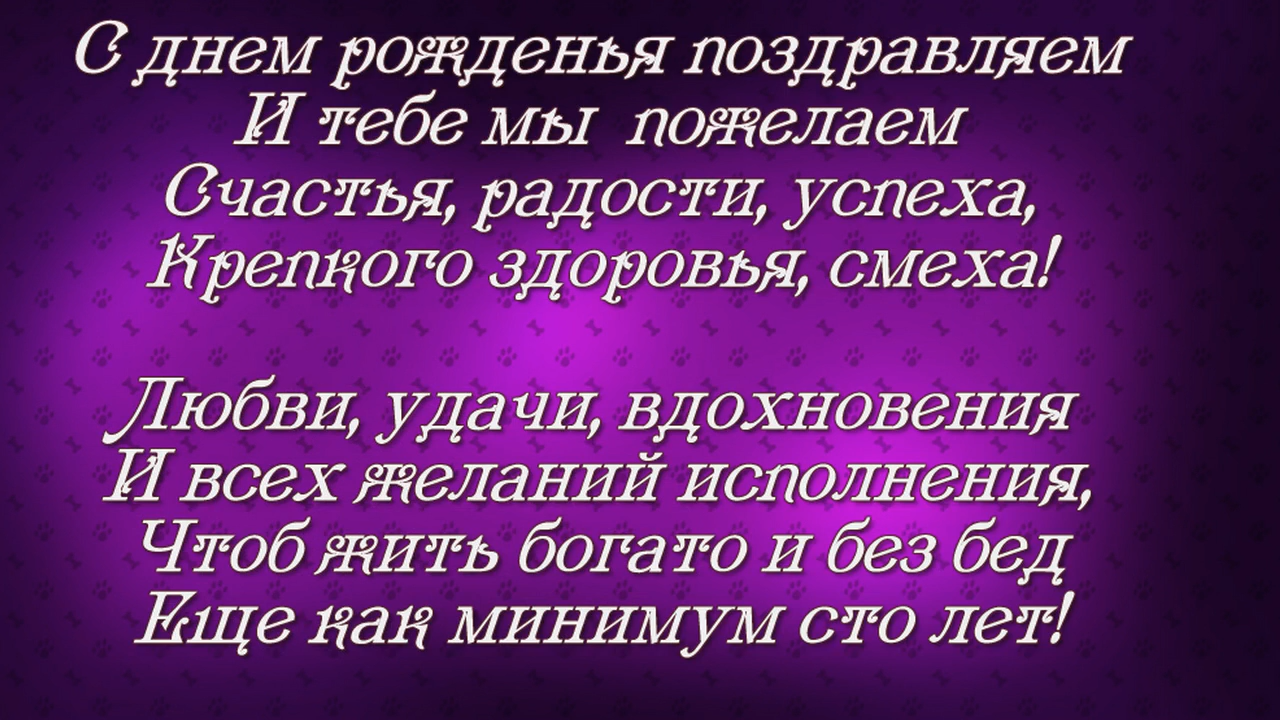 С днем рожденья поздравляем
И тебе мы пожелаем
Счастья, радости, успеха,
Крепкого здоровья, смеха!
Любви, удачи, вдохновения
И всех желаний исполнения,
Чтоб жить богато и без бед
Еще как минимум сто лет!